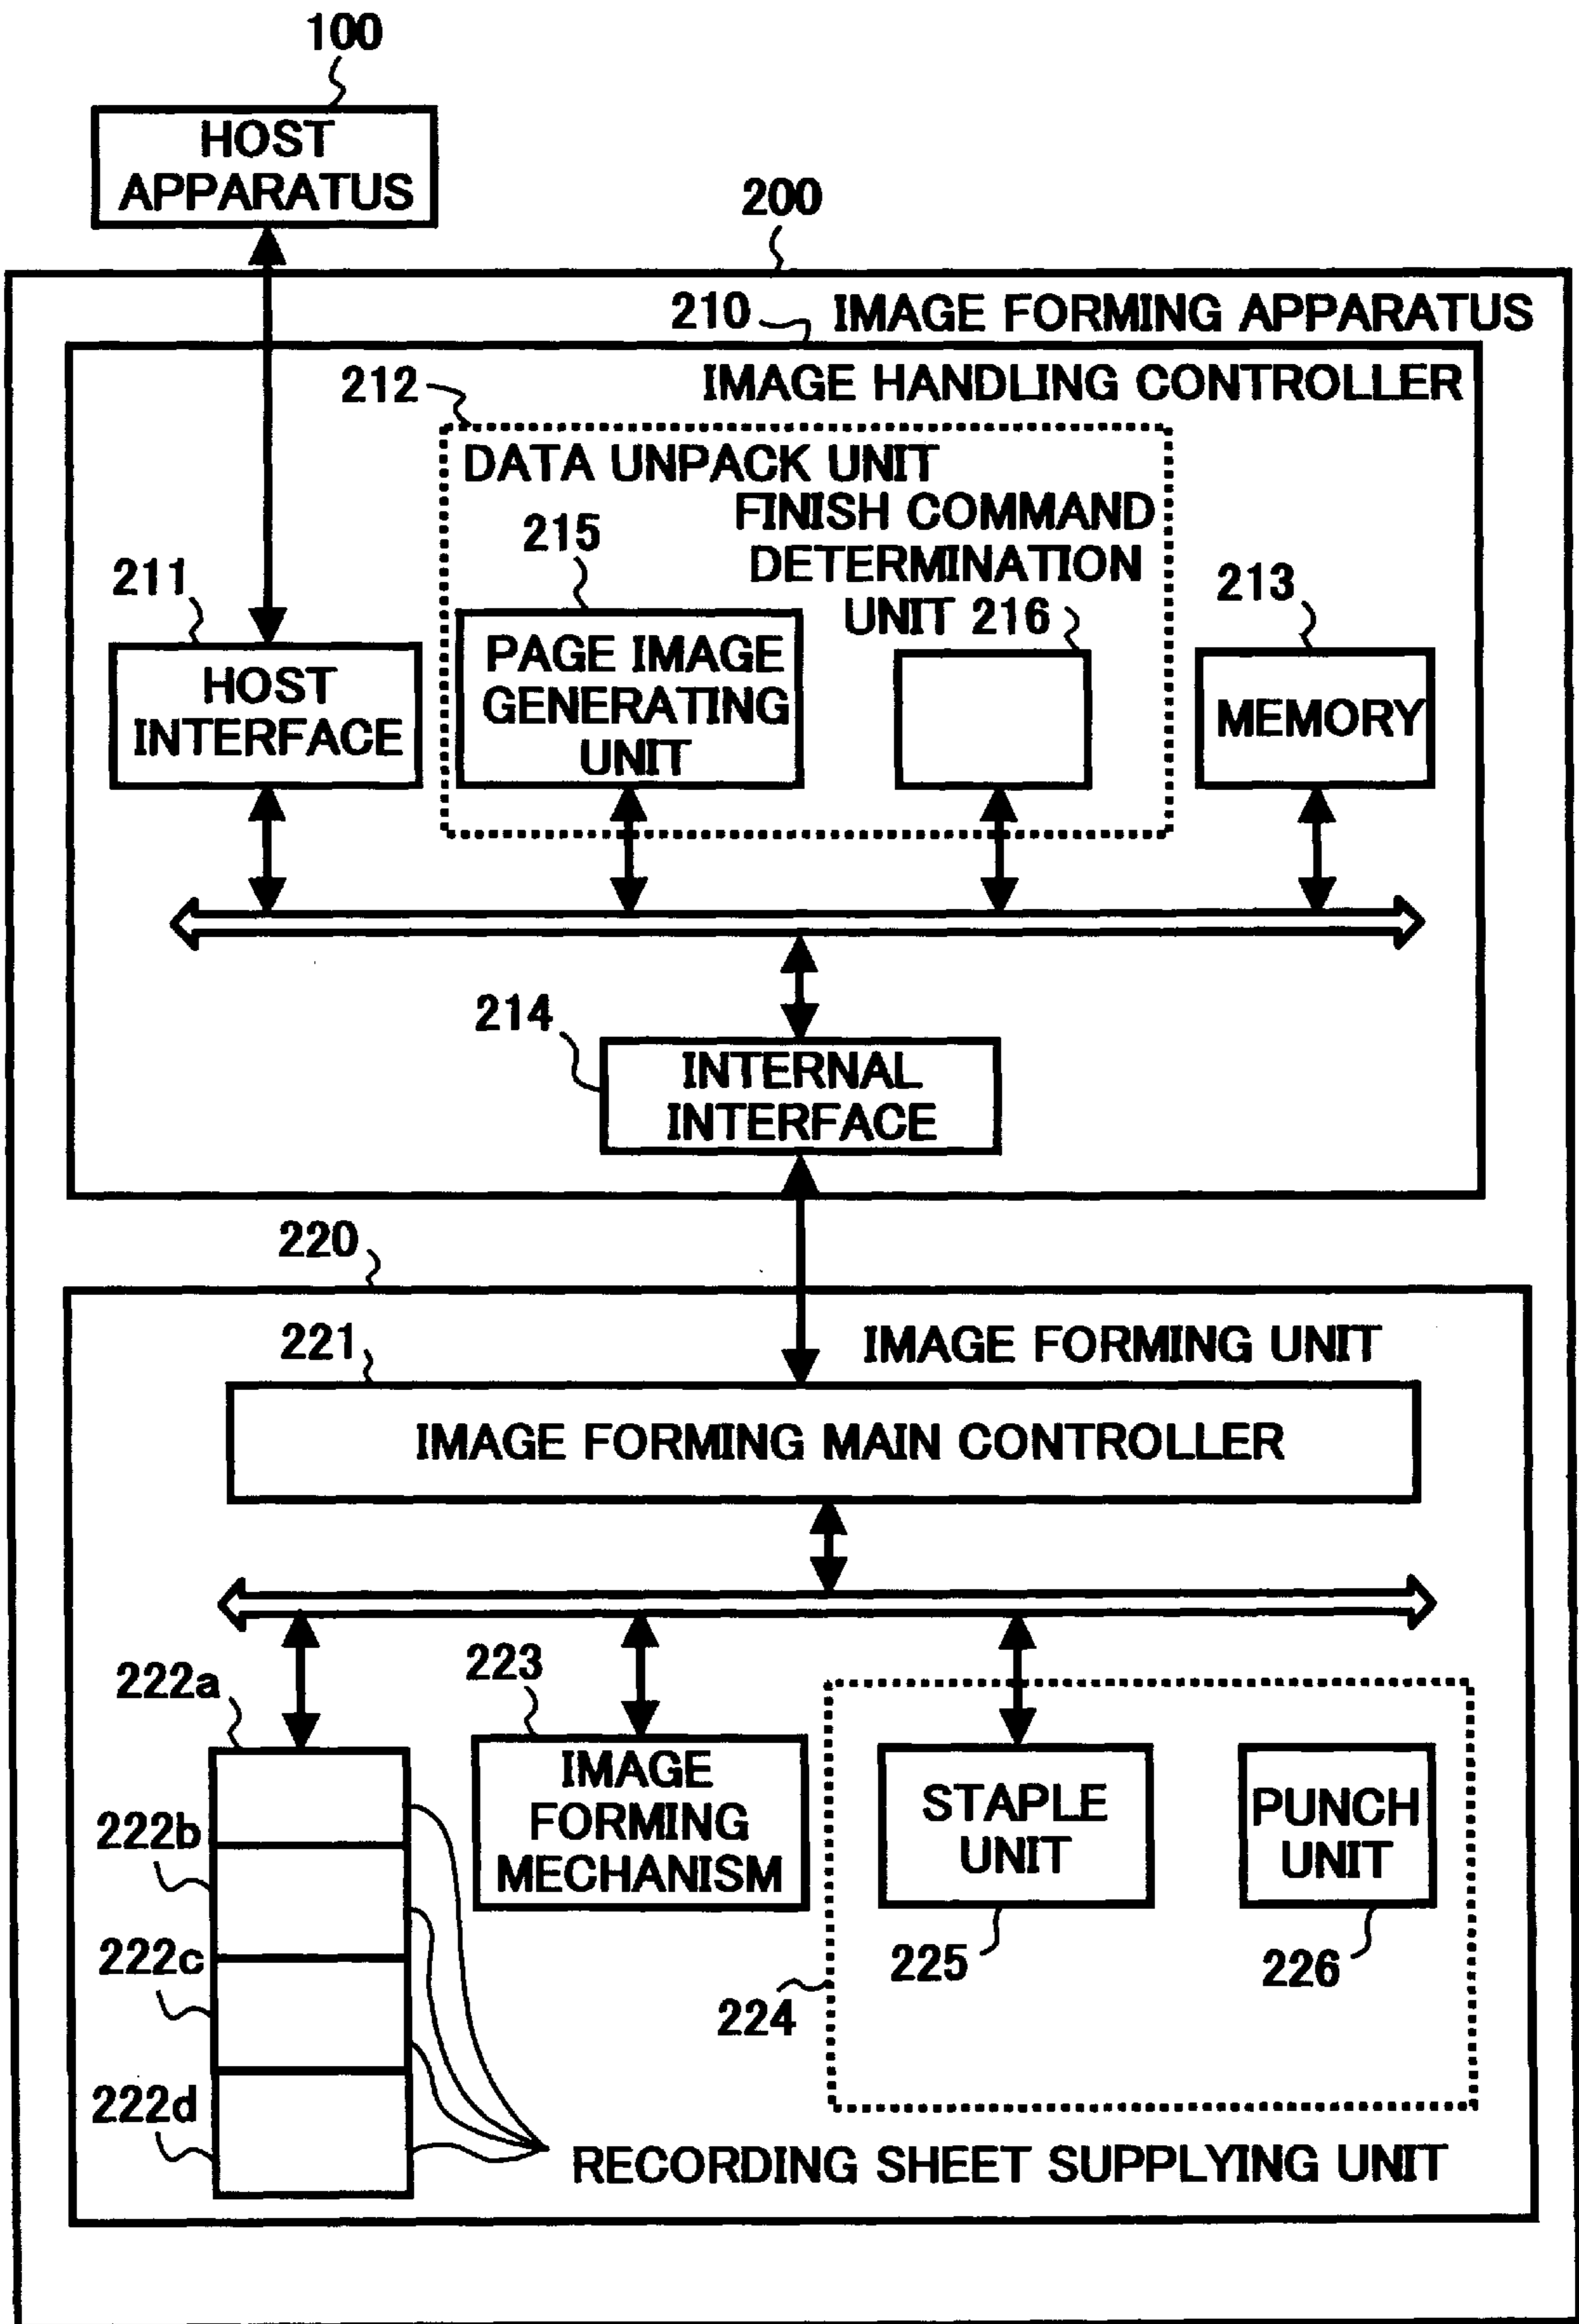 100
HOST
APPARATUS
200
210
IMAGE FORMING APPARATUS
212
IMAGE HANDLING CONTROLLER
DATA UNPACK UNIT
FINISH COMMAND
DETERMINATION
UNIT 216
215
211
213
HOST
INTERFACE
PAGE IMAGE
GENERATING
UNIT
MEMORY
214
INTERNAL
INTERFACE
220
221
IMAGE FORMING UNIT
IMAGE FORMING MAIN CONTROLLER
222a
223
222b
IMAGE
FORMING
MECHANISM
STAPLE
UNIT
PUNCH
UNIT
222c
225
226
224
222d
RECORDING SHEET SUPPLYING UNIT